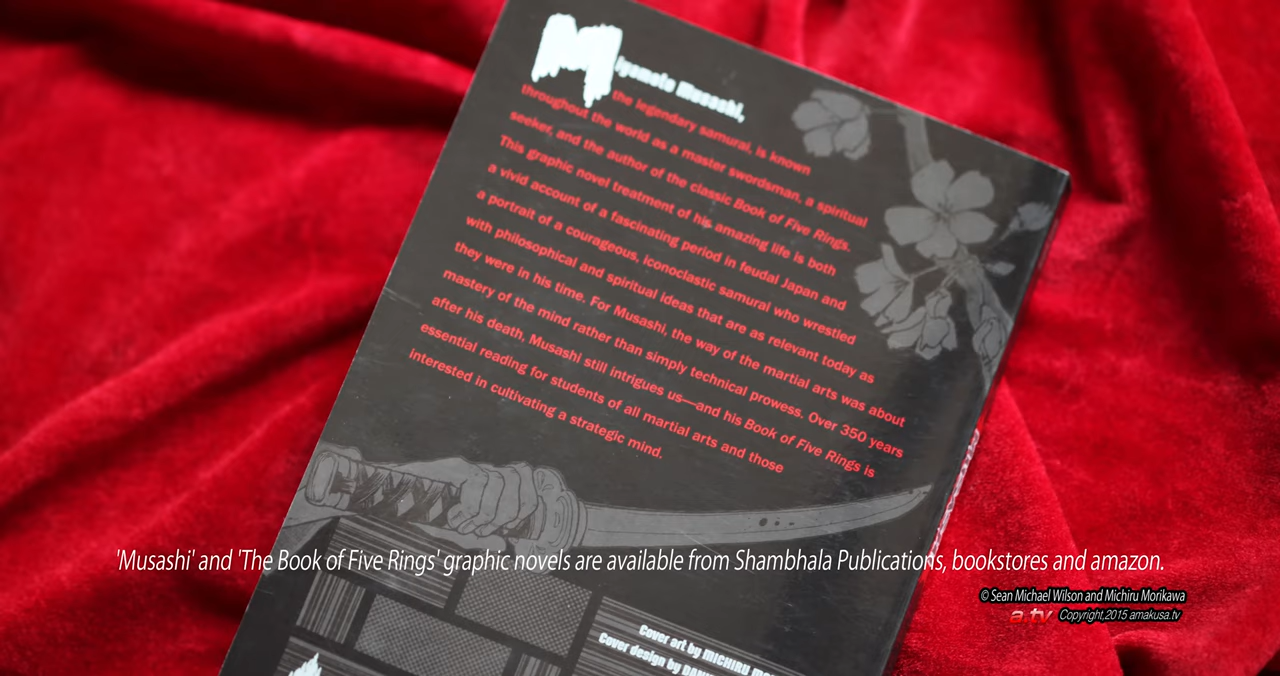 Miyamoto Musashi,
the legendary samurai, is known
throughout the world as a master swordsman, a spiritual
seeker, and the author of the classic Book of Five Rings.
This graphic novel treatment of his amazing life is both
a vivid account of a fascinating period in feudal Japan and
a portrait of a courageous, iconoclastic samurai who wrestled
with philosophical and spiritual ideas that are as relevant today as
they were in his time. For Musashi, the way of the martial arts was about
mastery of the mind rather than simply technical prowess. Over 350 years
after his death, Musashi still intrigues us—and his Book of Five Rings is
essential reading for students of all martial arts and those
interested in cultivating a strategic mind.
'Musashi' and 'The Book of Five Rings' graphic novels are available from Shambhala Publications, bookstores and amazon.
© Sean Michael Wilson and Michiru Morikawa
a.tv Copyright,2015 amakusa.tv
Cover art by MICHIRU
Cover design by